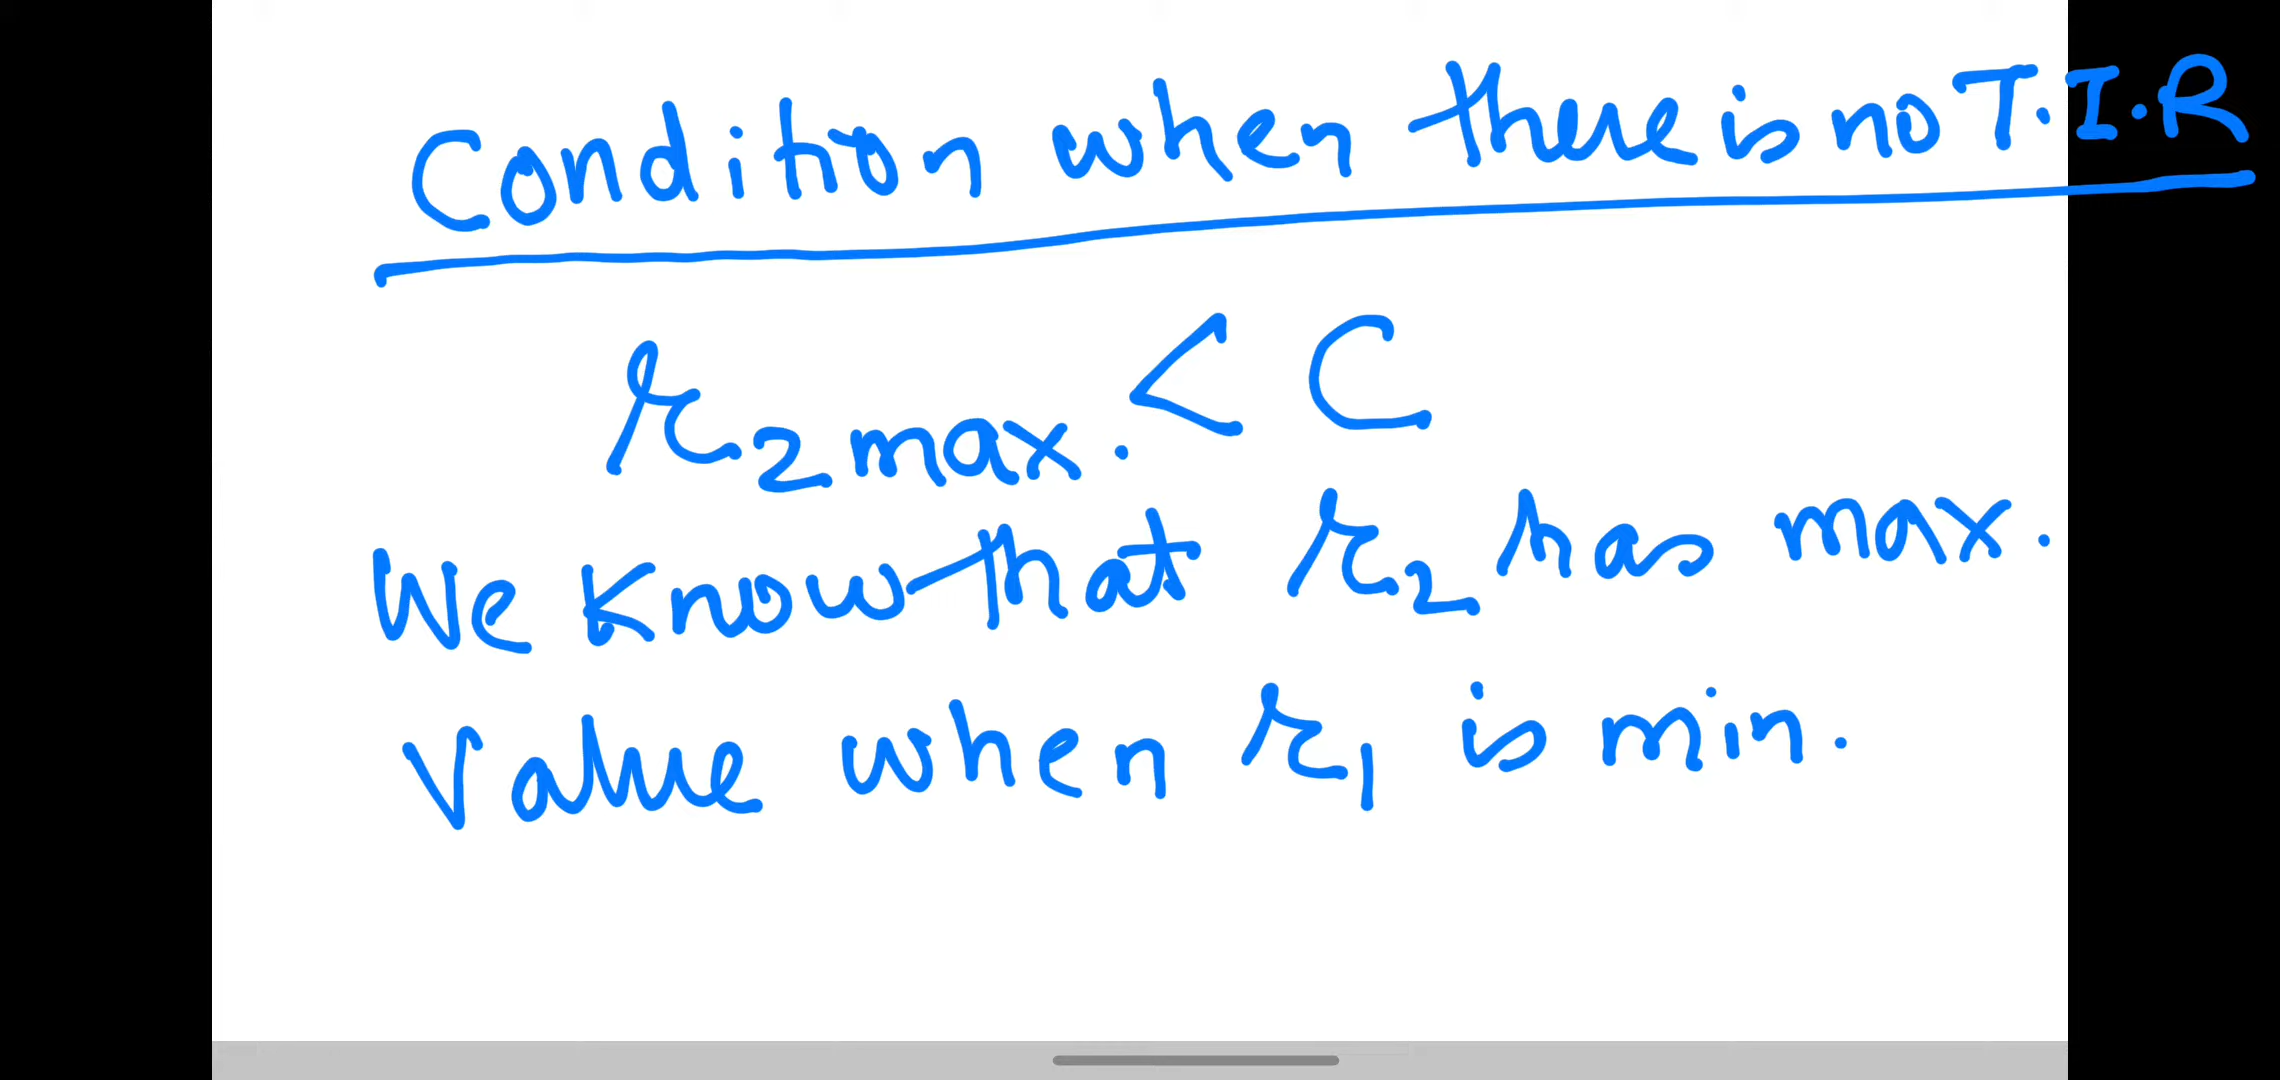 Condition when there is no T.I.R
r₂ max. < C
We know that r₂ has max.
Value when r₁ is min.